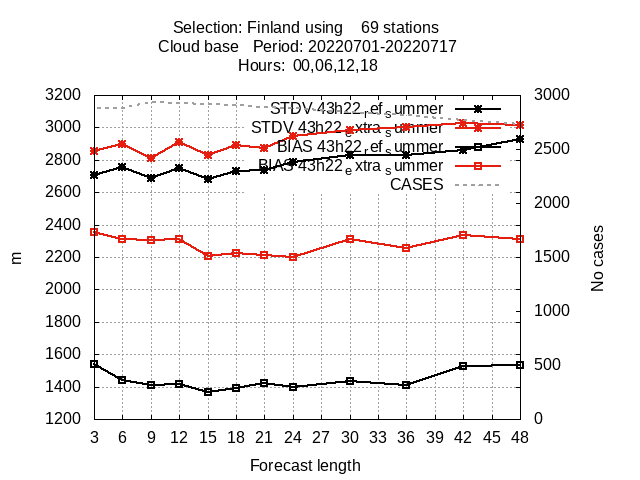 Selection: Finland using 69 stations
Cloud base Period: 20220701-20220717
Hours: 00,06,12,18
3200 3000
STDV 43h22_ref_summer
3000 STDV 43h22_extra_summer
BIAS 43h22_ref_summer 2500
2800 BIAS 43h22_extra_summer
CASES
2600
2000
2400
2200 1500
m No cases
2000
1000
1800
1600
500
1400
1200 0
3 6 9 12 15 18 21 24 27 30 33 36 39 42 45 48
Forecast length